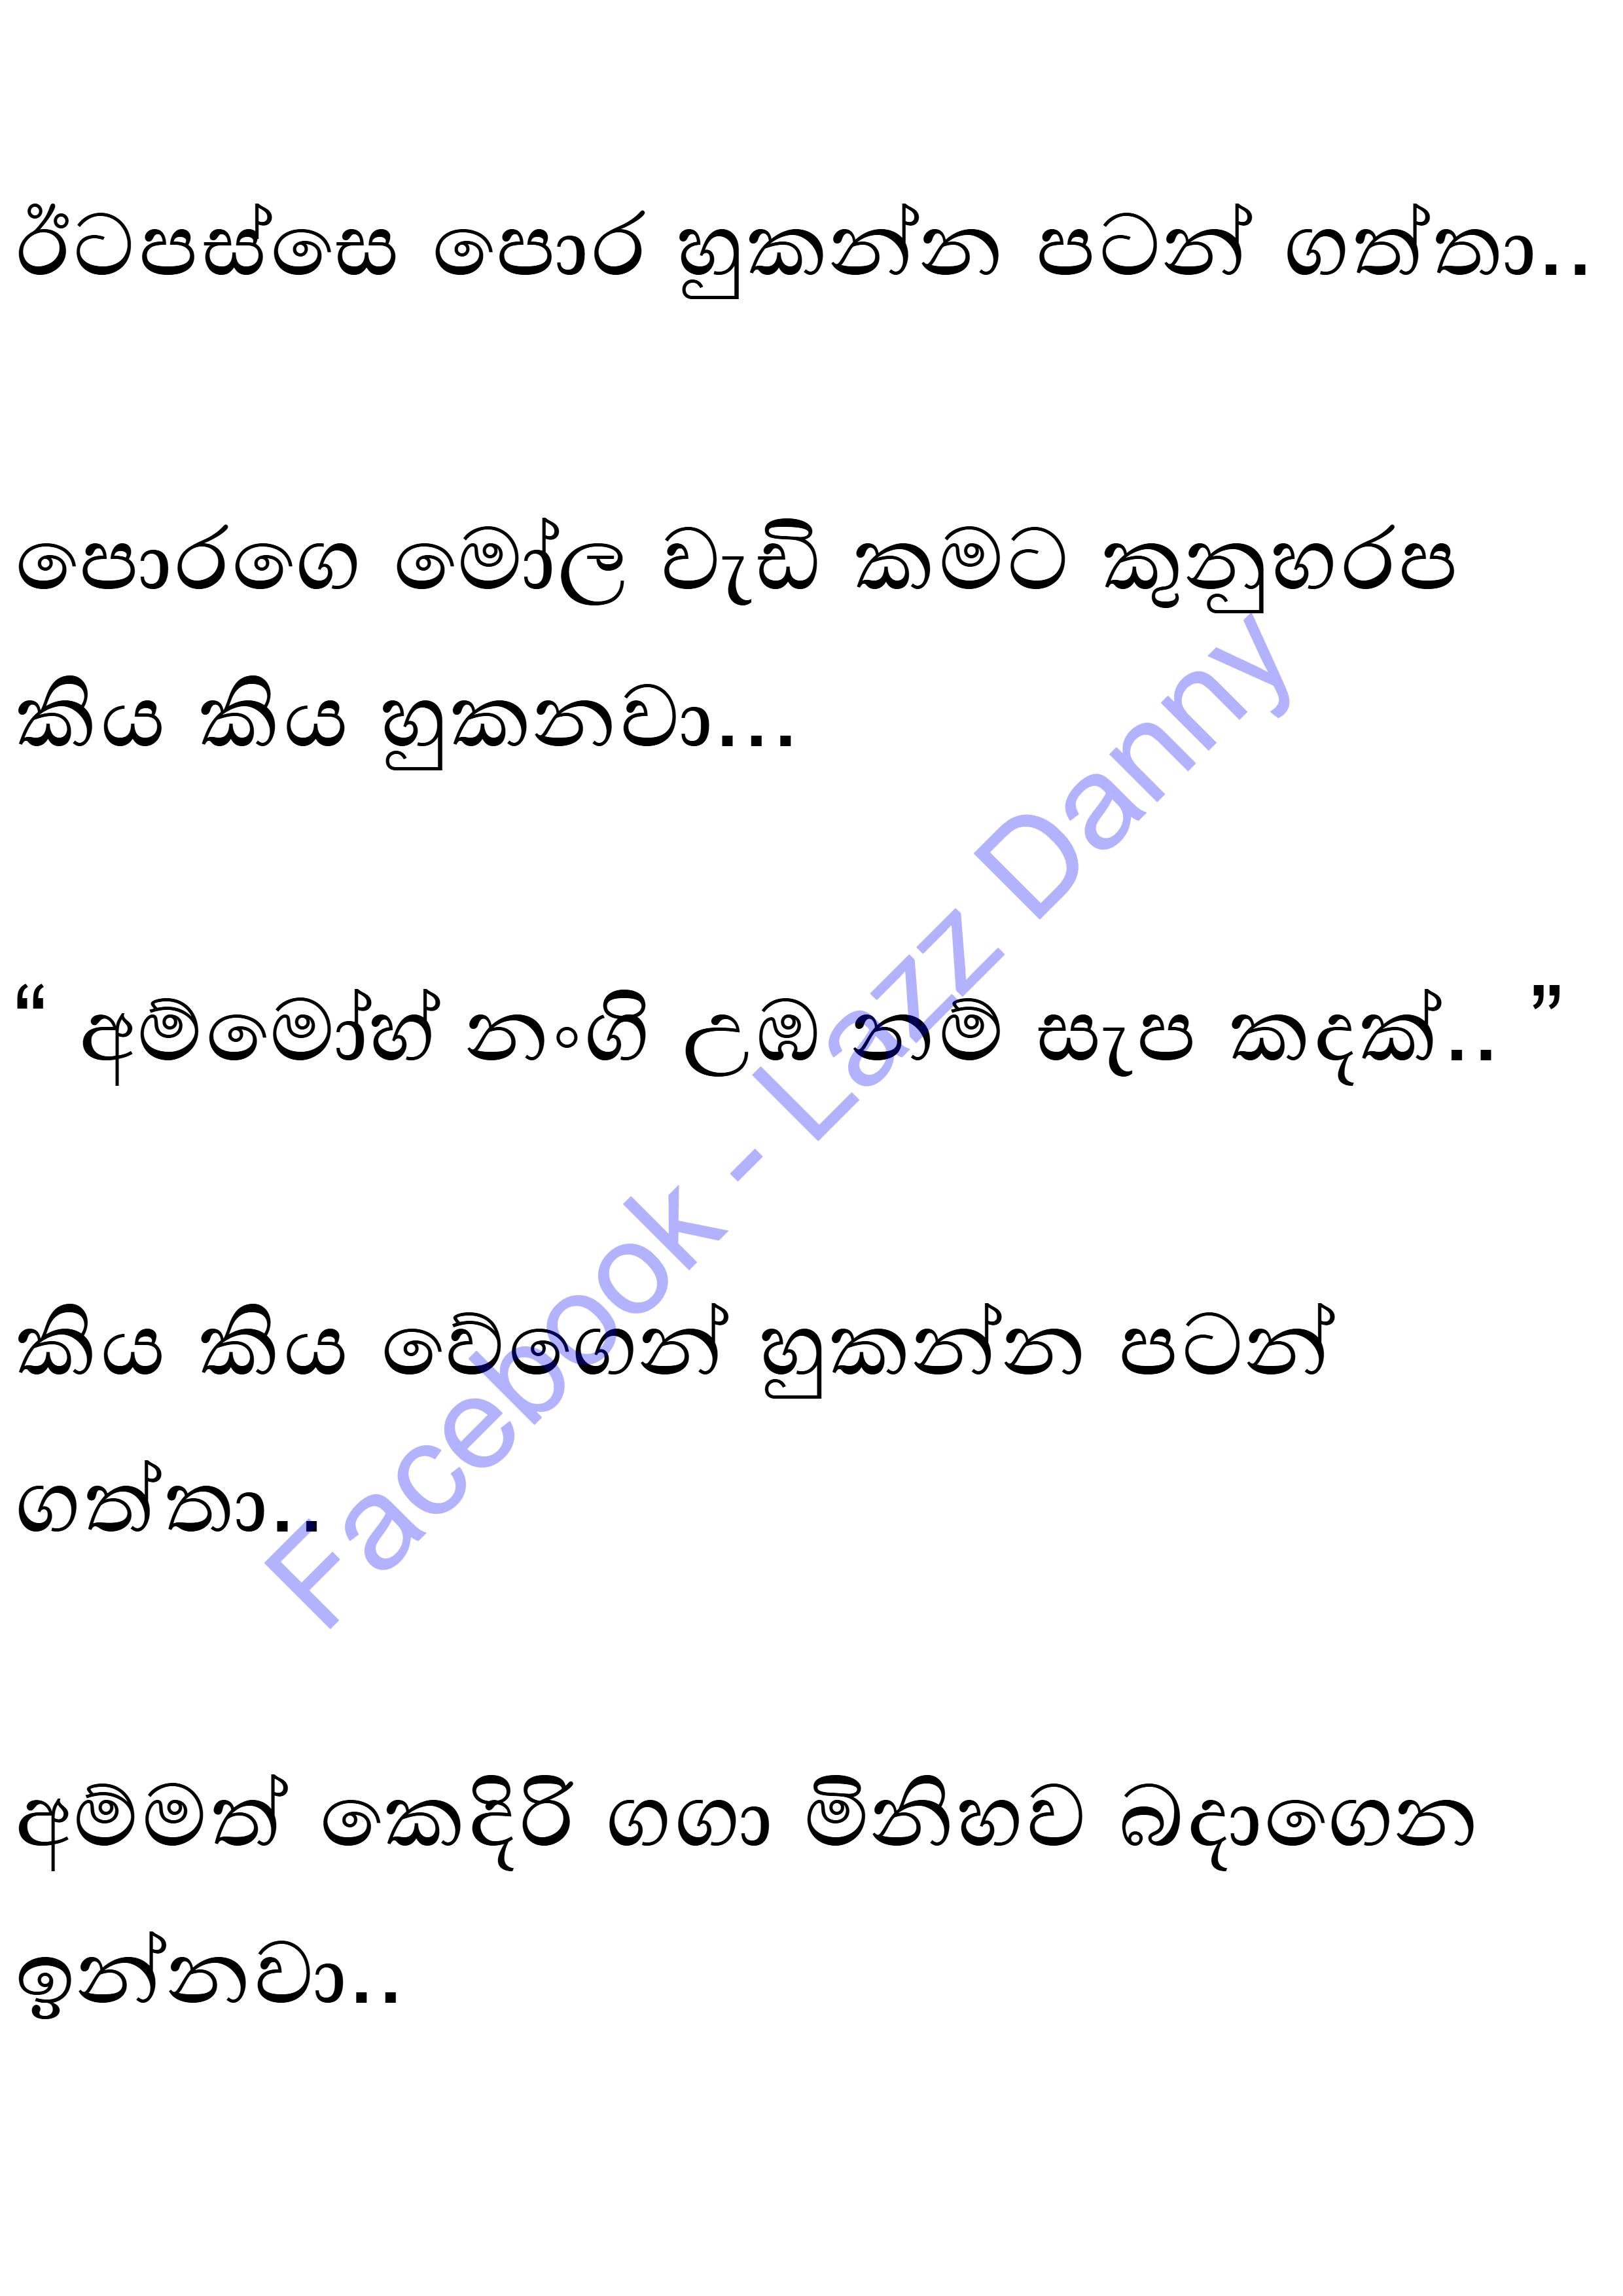 ඊටපස්සෙ පොර හුකන්න පටන් ගත්තා..
පොරගෙ මෝල වැඩි කමට කුනුහරප
කිය කිය හුකනවා...
“ අම්මෝහ් නංගි උඹ නම් සැප කදක්.. ”
කිය කිය වේගෙන් හුකන්න පටන්
ගත්තා..
අම්මත් කෙදිරි ගගා මිනිහව බදාගෙන
ඉන්නවා..
Facebook - Lazz Danny